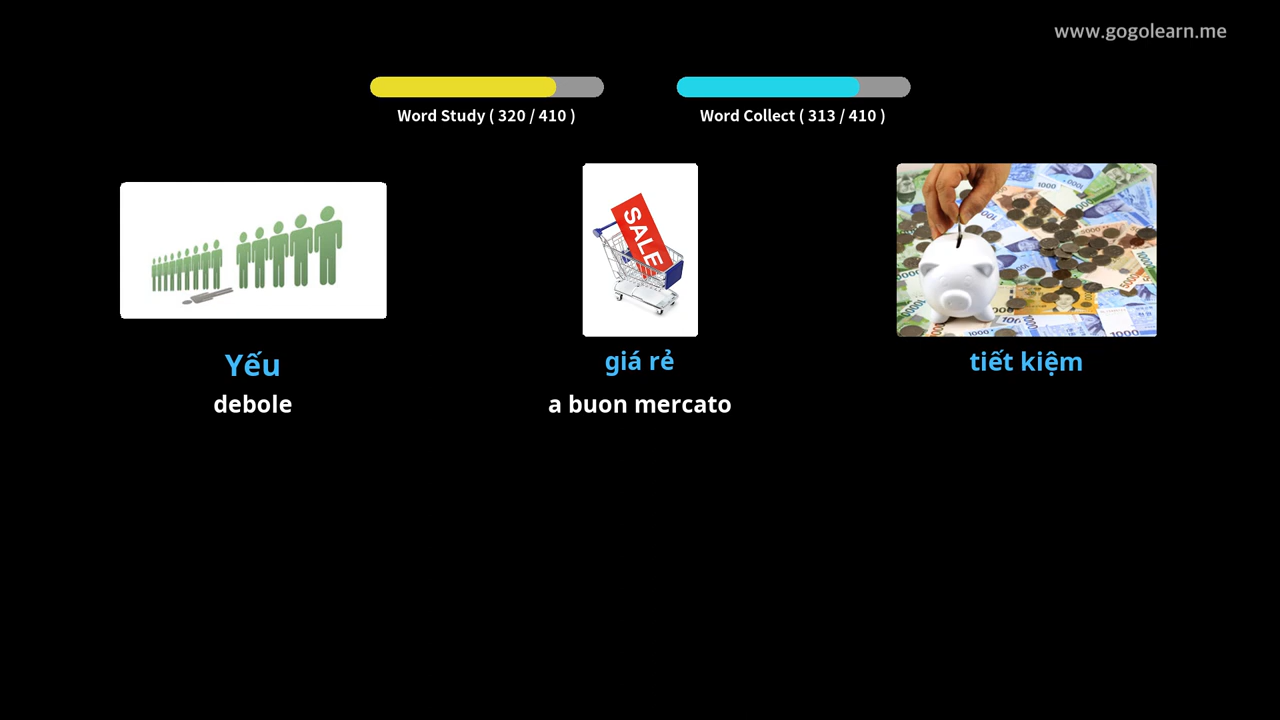 www.gogolearn.me
Word Study ( 320 / 410 )
Word Collect ( 313 / 410 )
SALE
Yếu
giá rẻ
tiết kiệm
debole
a buon mercato